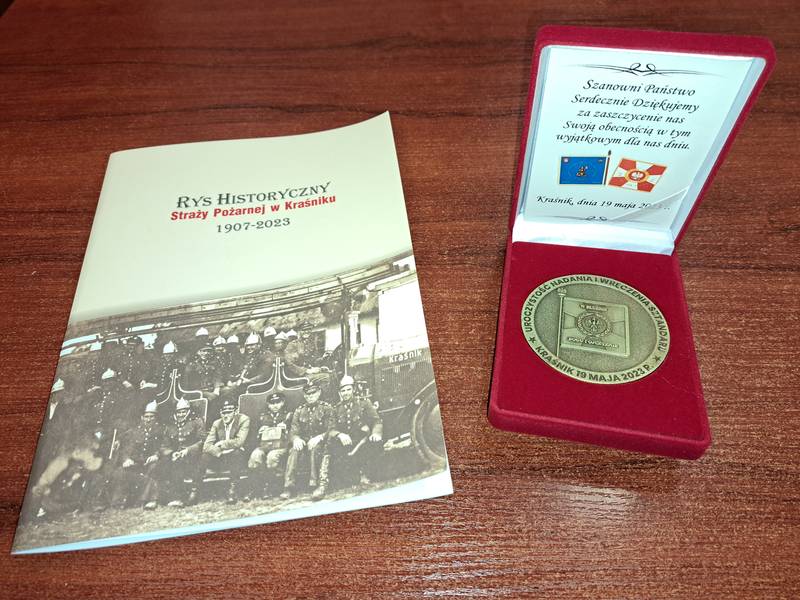 Rys Historyczny
Straży Pożarnej w Kraśniku
1907-2023
Kraśnik
Szanowni Państwo
Serdecznie Dziękujemy
za zaszczycenie nas
Swoją obecnością w tym
wyjątkowym dla nas dniu.
Kraśnik, dnia 19 maja
UROCZYSTOŚĆ NADANIA I WRĘCZENIA SZTANDARU
★ KRAŚNIK 19 MAJA 2023 R. ★